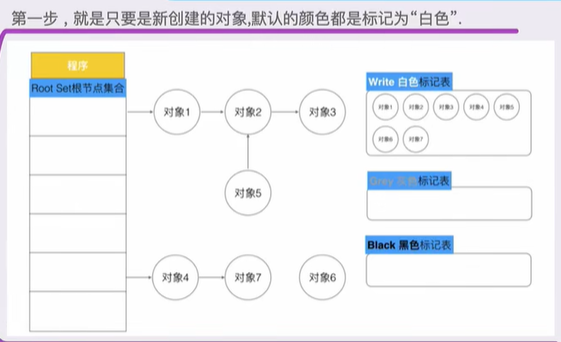 第一步，就是只要是新创建的对象,默认的颜色都是标记为“白色”.
程序
Root Set根节点集合
对象1
对象2
对象3
对象5
对象4
对象7
对象6
Write 白色标记表
对象1
对象2
对象3
对象4
对象5
对象6
对象7
Grey 灰色标记表
Black 黑色标记表